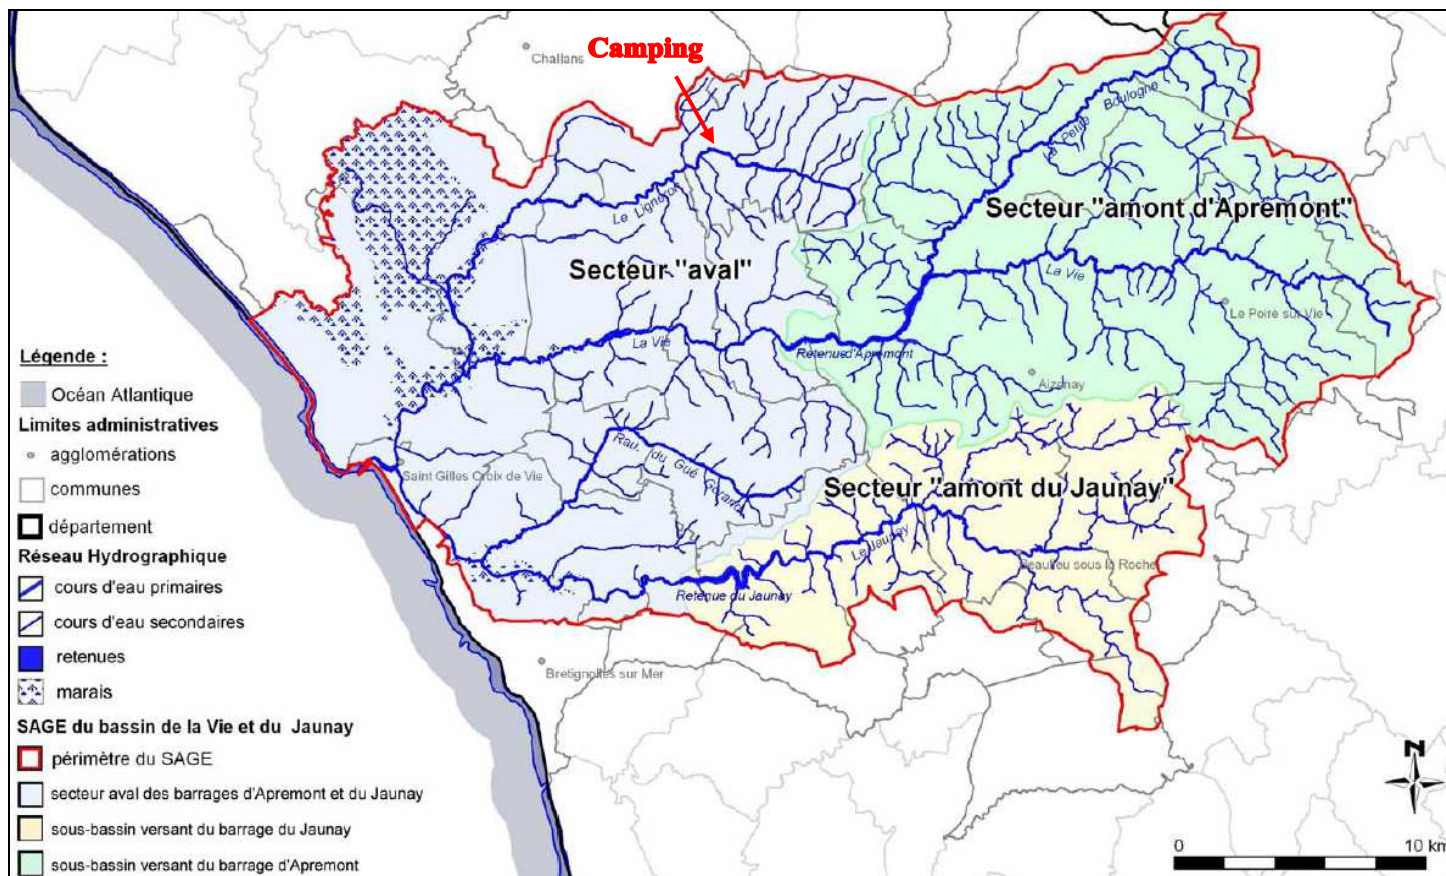 Challans
Camping
La Petite Boulogne
Le Ligneron
Secteur "amont d'Apremont"
Secteur "aval"
La Vie
Le Poiré sur Vie
La Vie
Retenue d'Apremont
Aizenay
Saint Gilles Croix de Vie
Rau. du Gué Gorand
Secteur "amont du Jaunay"
Le Jaunay
Beaulieu sous la Roche
Retenue du Jaunay
Bretignolles sur Mer
Légende :
Océan Atlantique
Limites administratives
agglomérations
communes
département
Réseau Hydrographique
cours d'eau primaires
cours d'eau secondaires
retenues
marais
SAGE du bassin de la Vie et du Jaunay
périmètre du SAGE
secteur aval des barrages d'Apremont et du Jaunay
sous-bassin versant du barrage du Jaunay
sous-bassin versant du barrage d'Apremont
N
0 10 km